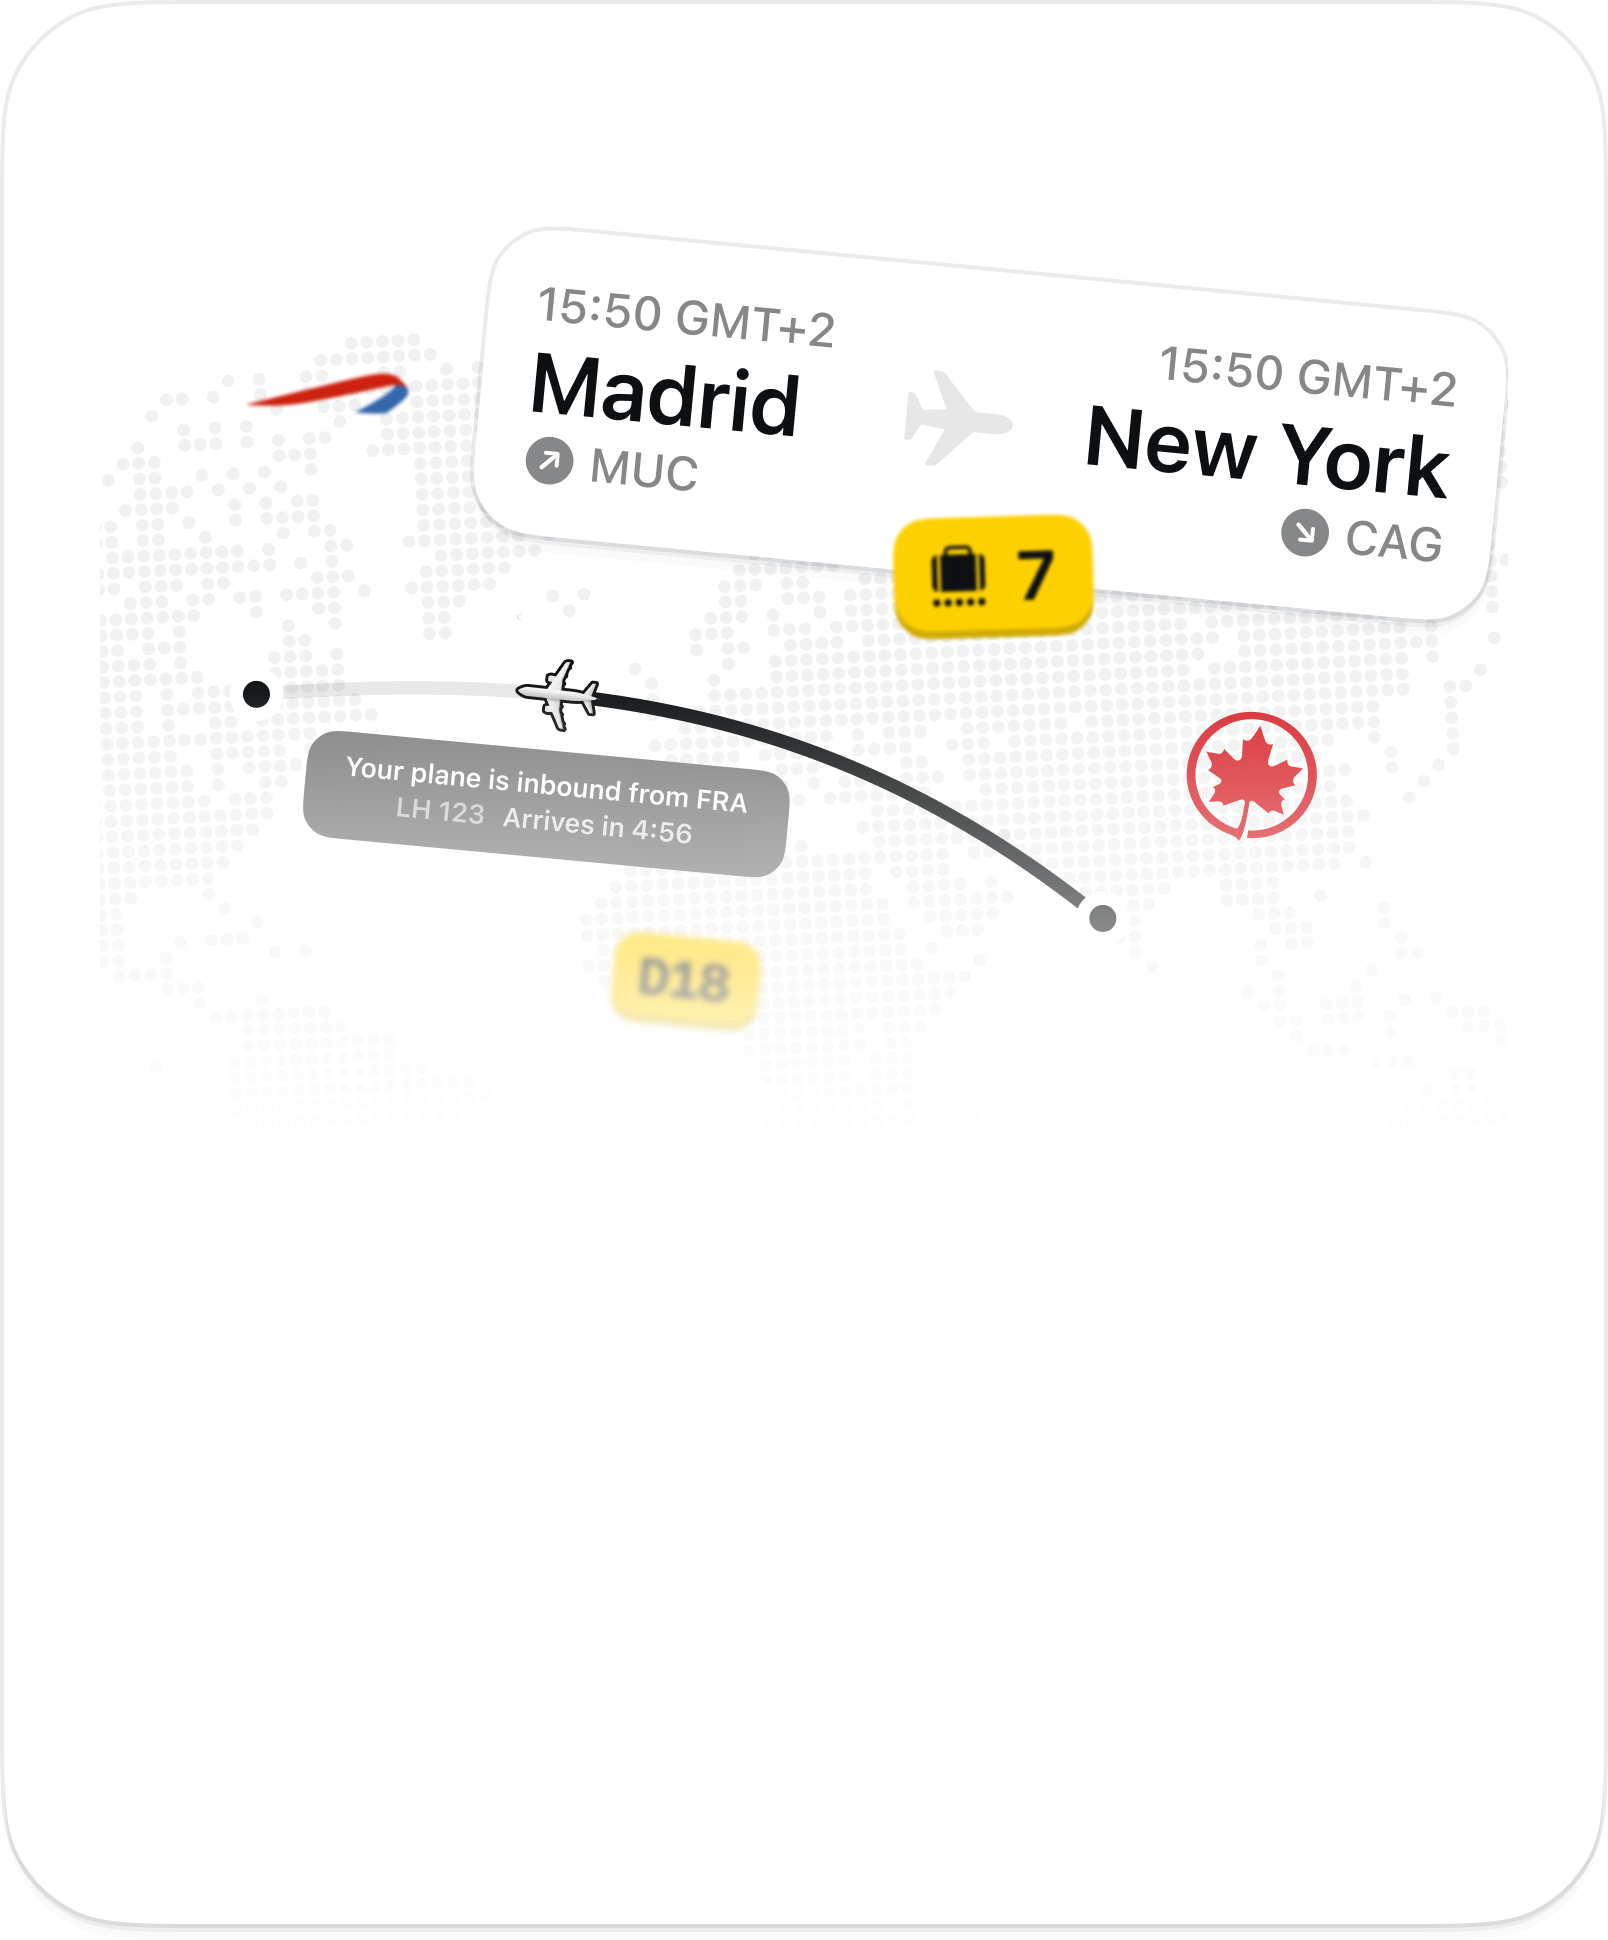 15:50 GMT+2
Madrid
MUC
15:50 GMT+2
New York
CAG
7
Your plane is inbound from FRA
LH 123 Arrives in 4:56
D18